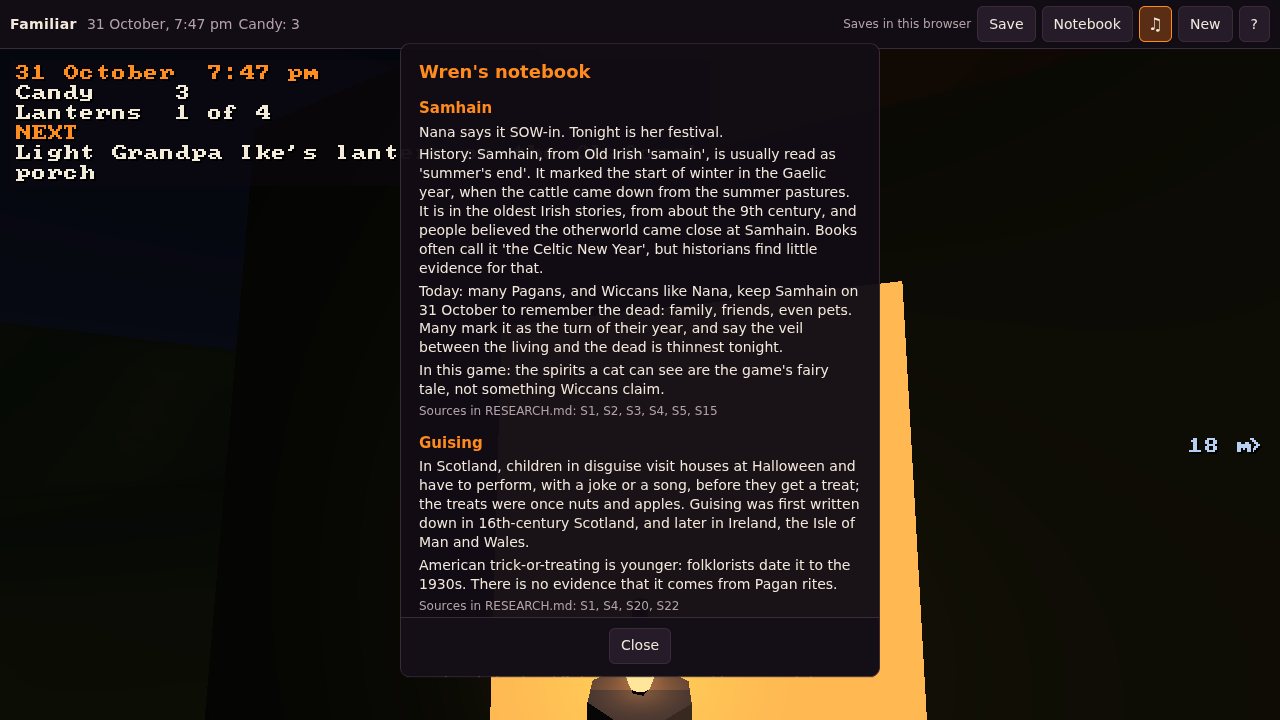 Familiar 31 October, 7:47 pm Candy: 3 Saves in this browser Save Notebook ♫ New ?
31 October 7:47 pm
Candy 3
Lanterns 1 of 4
NEXT
Light Grandpa Ike's
porch
Wren's notebook
Samhain
Nana says it SOW-in. Tonight is her festival.
History: Samhain, from Old Irish 'samain', is usually read as
'summer's end'. It marked the start of winter in the Gaelic
year, when the cattle came down from the summer pastures.
It is in the oldest Irish stories, from about the 9th century, and
people believed the otherworld came close at Samhain. Books
often call it 'the Celtic New Year', but historians find little
evidence for that.
Today: many Pagans, and Wiccans like Nana, keep Samhain on
31 October to remember the dead: family, friends, even pets.
Many mark it as the turn of their year, and say the veil
between the living and the dead is thinnest tonight.
In this game: the spirits a cat can see are the game's fairy
tale, not something Wiccans claim.
Sources in RESEARCH.md: S1, S2, S3, S4, S5, S15
Guising
In Scotland, children in disguise visit houses at Halloween and
have to perform, with a joke or a song, before they get a treat;
the treats were once nuts and apples. Guising was first written
down in 16th-century Scotland, and later in Ireland, the Isle of
Man and Wales.
American trick-or-treating is younger: folklorists date it to the
1930s. There is no evidence that it comes from Pagan rites.
Sources in RESEARCH.md: S1, S4, S20, S22
Close
18 m>